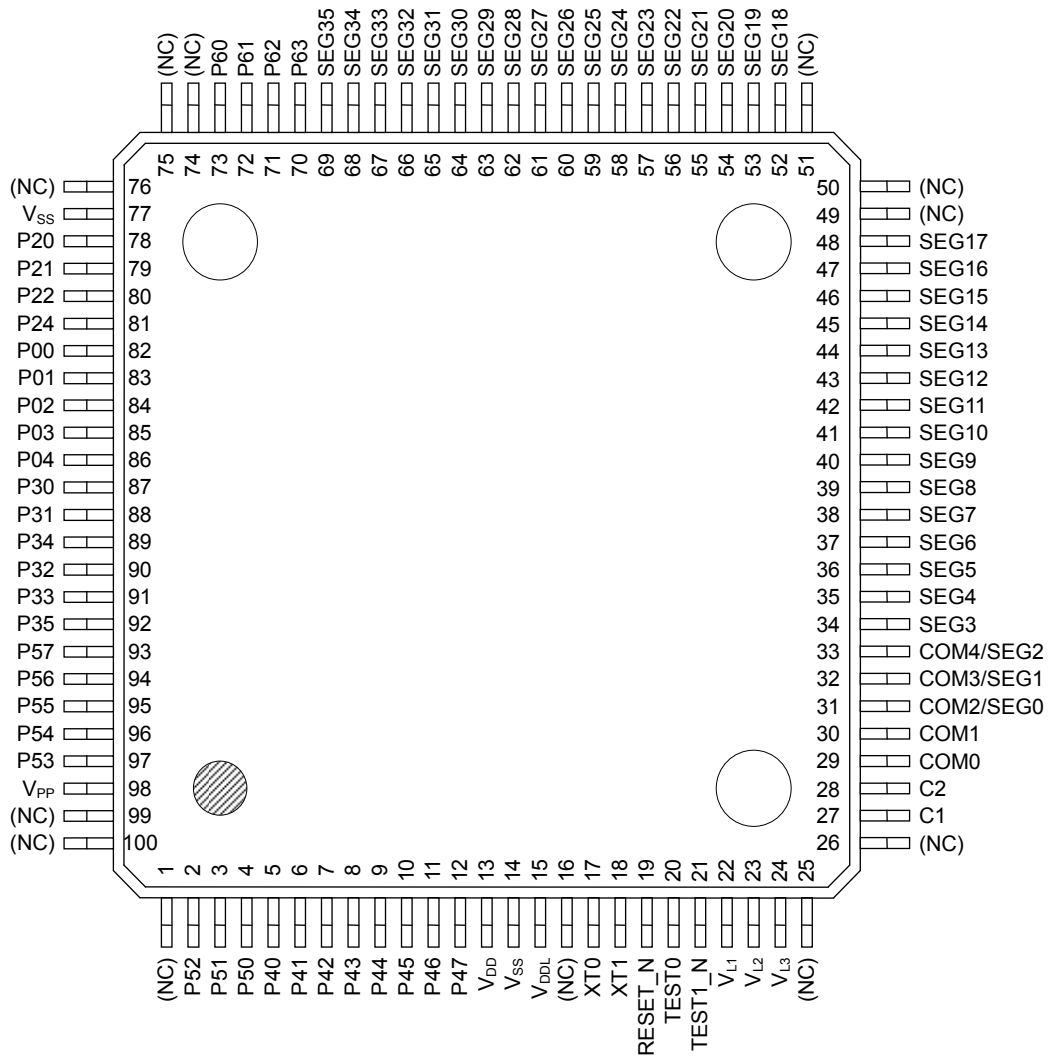 (NC) (NC) P60 P61 P62 P63 SEG35 SEG34 SEG33 SEG32 SEG31 SEG30 SEG29 SEG28 SEG27 SEG26 SEG25 SEG24 SEG23 SEG22 SEG21 SEG20 SEG19 SEG18 (NC)
75 74 73 72 71 70 69 68 67 66 65 64 63 62 61 60 59 58 57 56 55 54 53 52 51
(NC) 76 50 (NC)
VSS 77 49 (NC)
P20 78 48 SEG17
P21 79 47 SEG16
P22 80 46 SEG15
P24 81 45 SEG14
P00 82 44 SEG13
P01 83 43 SEG12
P02 84 42 SEG11
P03 85 41 SEG10
P04 86 40 SEG9
P30 87 39 SEG8
P31 88 38 SEG7
P34 89 37 SEG6
P32 90 36 SEG5
P33 91 35 SEG4
P35 92 34 SEG3
P57 93 33 COM4/SEG2
P56 94 32 COM3/SEG1
P55 95 31 COM2/SEG0
P54 96 30 COM1
P53 97 29 COM0
VPP 98 28 C2
(NC) 99 27 C1
(NC) 100 26 (NC)
1 2 3 4 5 6 7 8 9 10 11 12 13 14 15 16 17 18 19 20 21 22 23 24 25
(NC) P52 P51 P50 P40 P41 P42 P43 P44 P45 P46 P47 VDD VSS VDDL (NC) XT0 XT1 RESET_N TEST0 TEST1_N VL1 VL2 VL3 (NC)